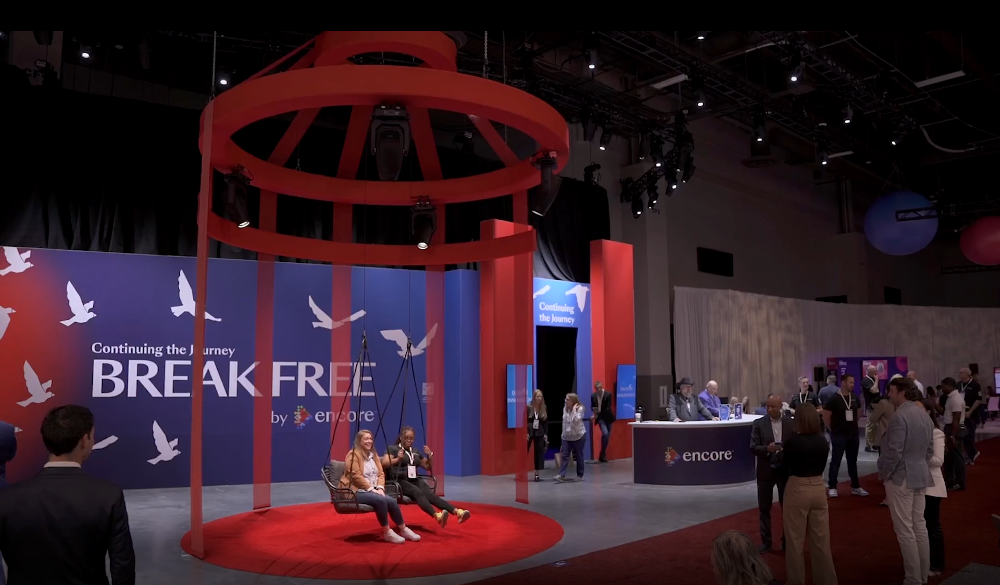 Continuing the Journey
BREAK FREE
by encore
Continuing
the Journey
encore